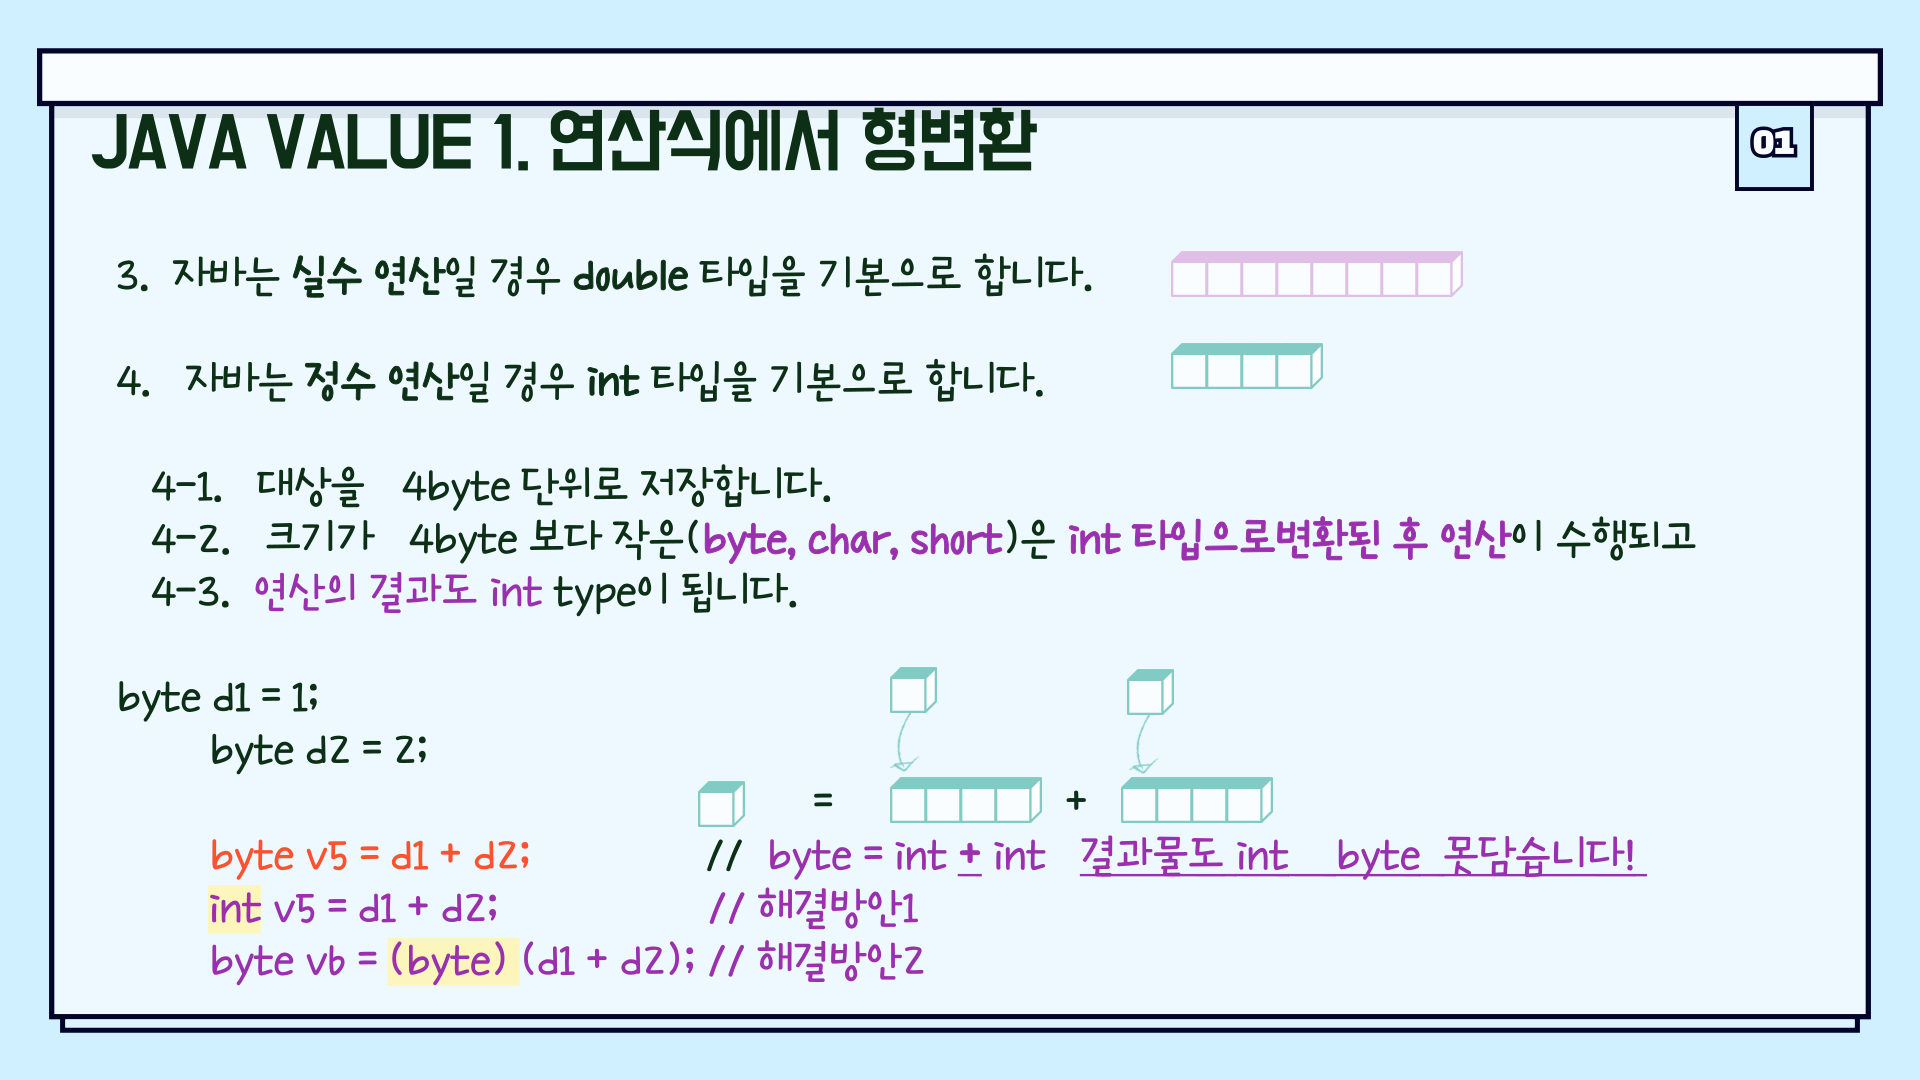 JAVA VALUE 1. 연산식에서 형변환
01
3. 자바는 실수 연산일 경우 double 타입을 기본으로 합니다.
4. 자바는 정수 연산일 경우 int 타입을 기본으로 합니다.
4-1. 대상을 4byte 단위로 저장합니다.
4-2. 크기가 4byte 보다 작은(byte, char, short)은 int 타입으로변환된 후 연산이 수행되고
4-3. 연산의 결과도 int type이 됩니다.
byte d1 = 1;
byte d2 = 2;
= +
byte v5 = d1 + d2; // byte = int + int 결과물도 int byte 못담습니다!
int v5 = d1 + d2; // 해결방안1
byte vb = (byte) (d1 + d2); // 해결방안2